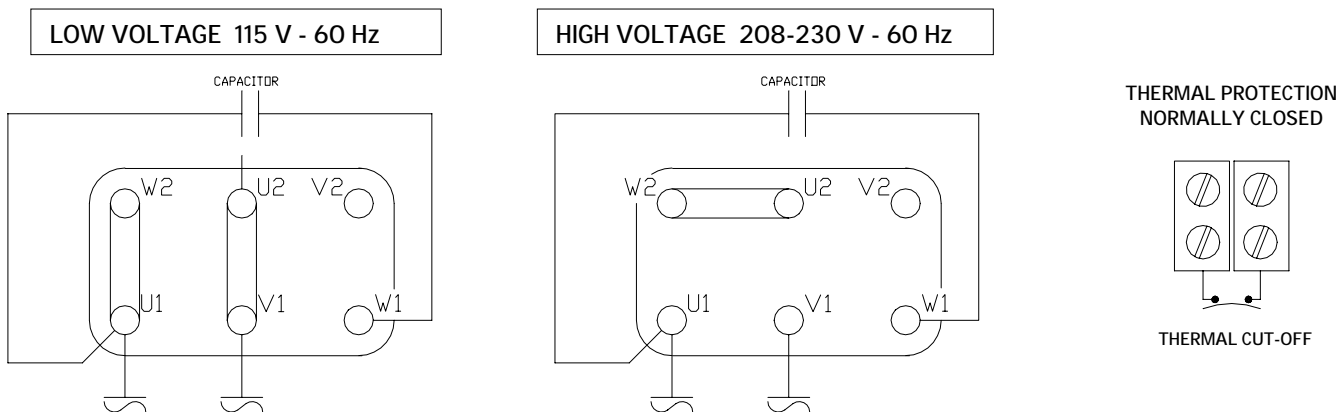 LOW VOLTAGE 115 V - 60 Hz
CAPACITOR
W2 U2 V2
U1 V1 W1
HIGH VOLTAGE 208-230 V - 60 Hz
CAPACITOR
W2 U2 V2
U1 V1 W1
THERMAL PROTECTION
NORMALLY CLOSED
THERMAL CUT-OFF